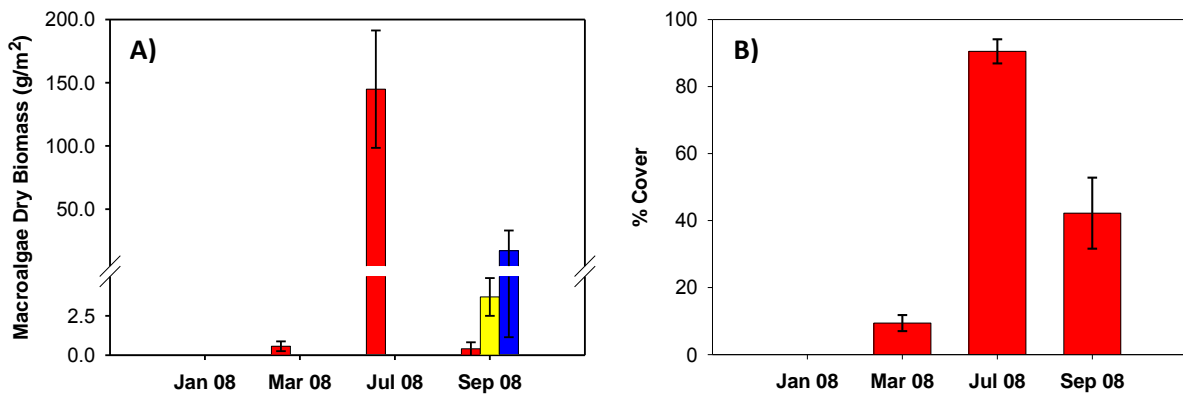 A)
Macroalgae Dry Biomass (g/m²)
200.0
150.0
100.0
50.0
2.5
0.0
Jan 08 Mar 08 Jul 08 Sep 08
B)
% Cover
100
80
60
40
20
0
Jan 08 Mar 08 Jul 08 Sep 08